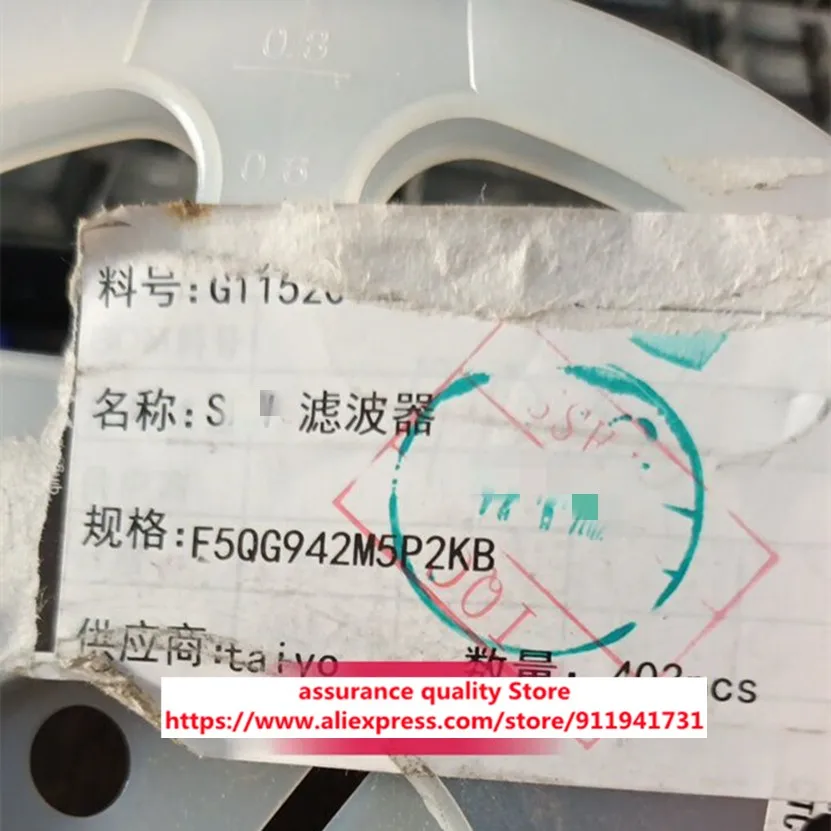 0.8
0.8
料号:G11520
名称:S 滤波器
规格:F5QG942M5P2KB
供应商:taiyo
数量: 402pcs
assurance quality Store
https://www.aliexpress.com/store/911941731